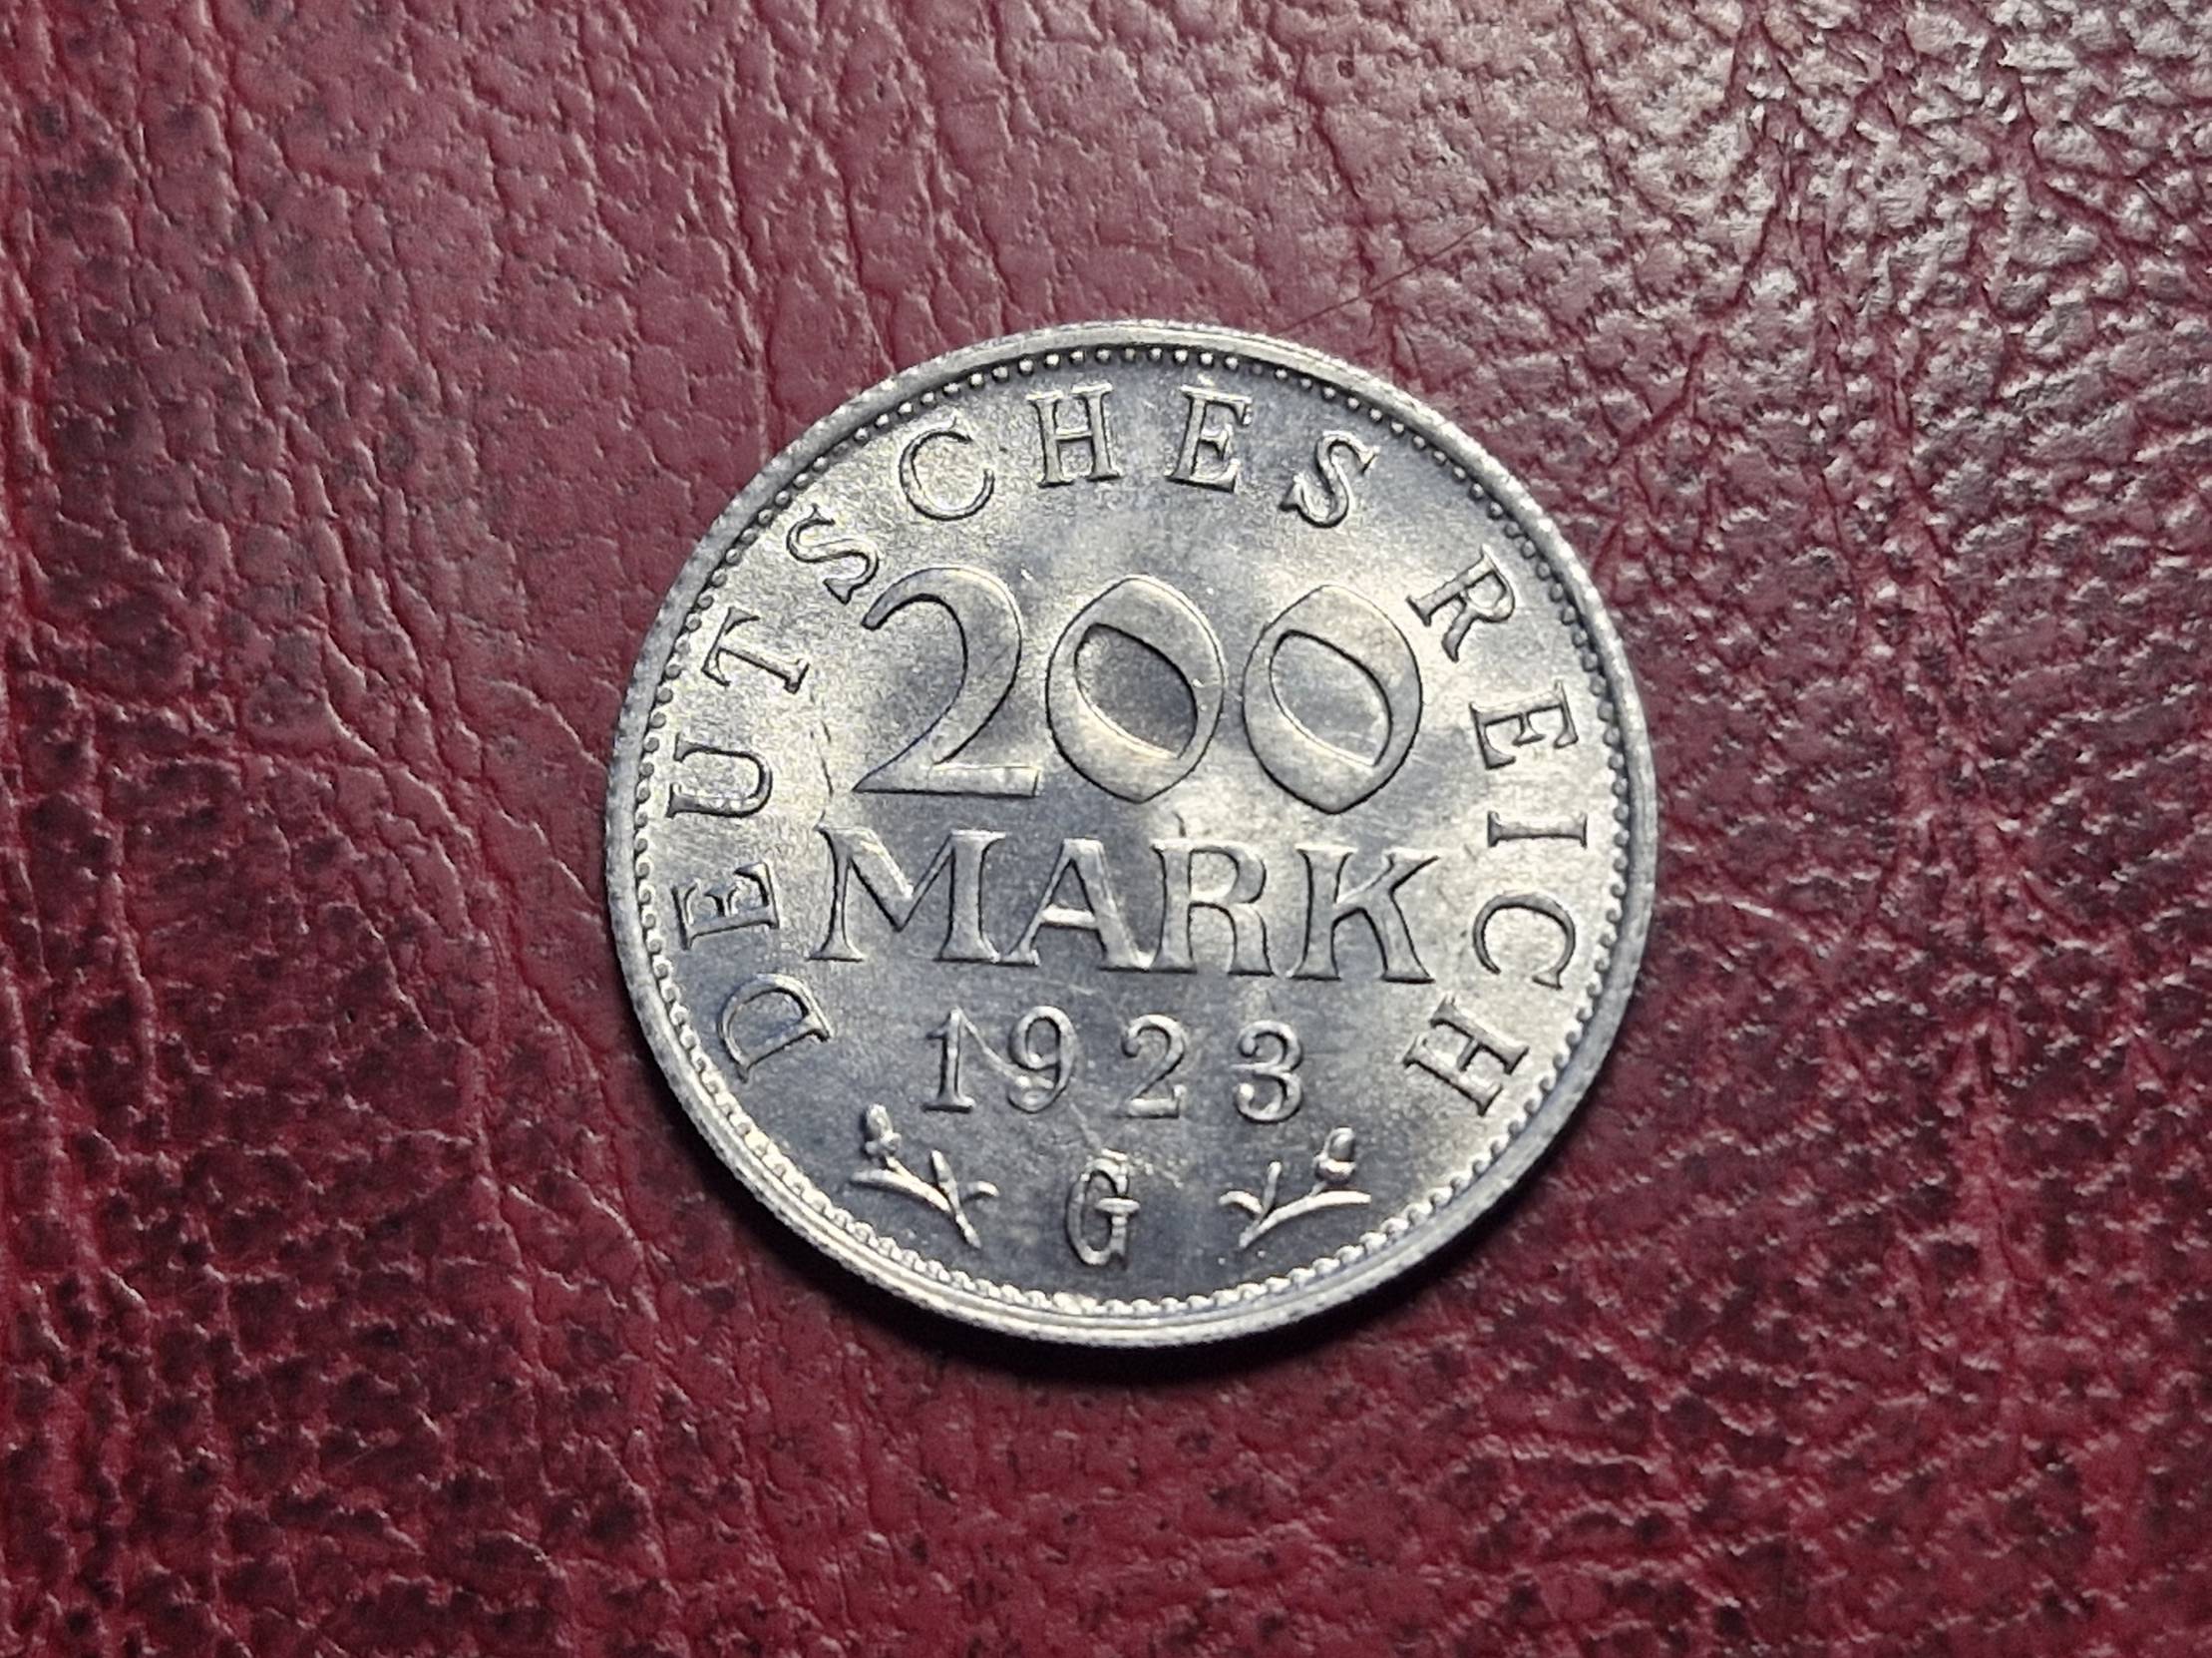 DEUTSCHES REICH
200
MARK
1923
G